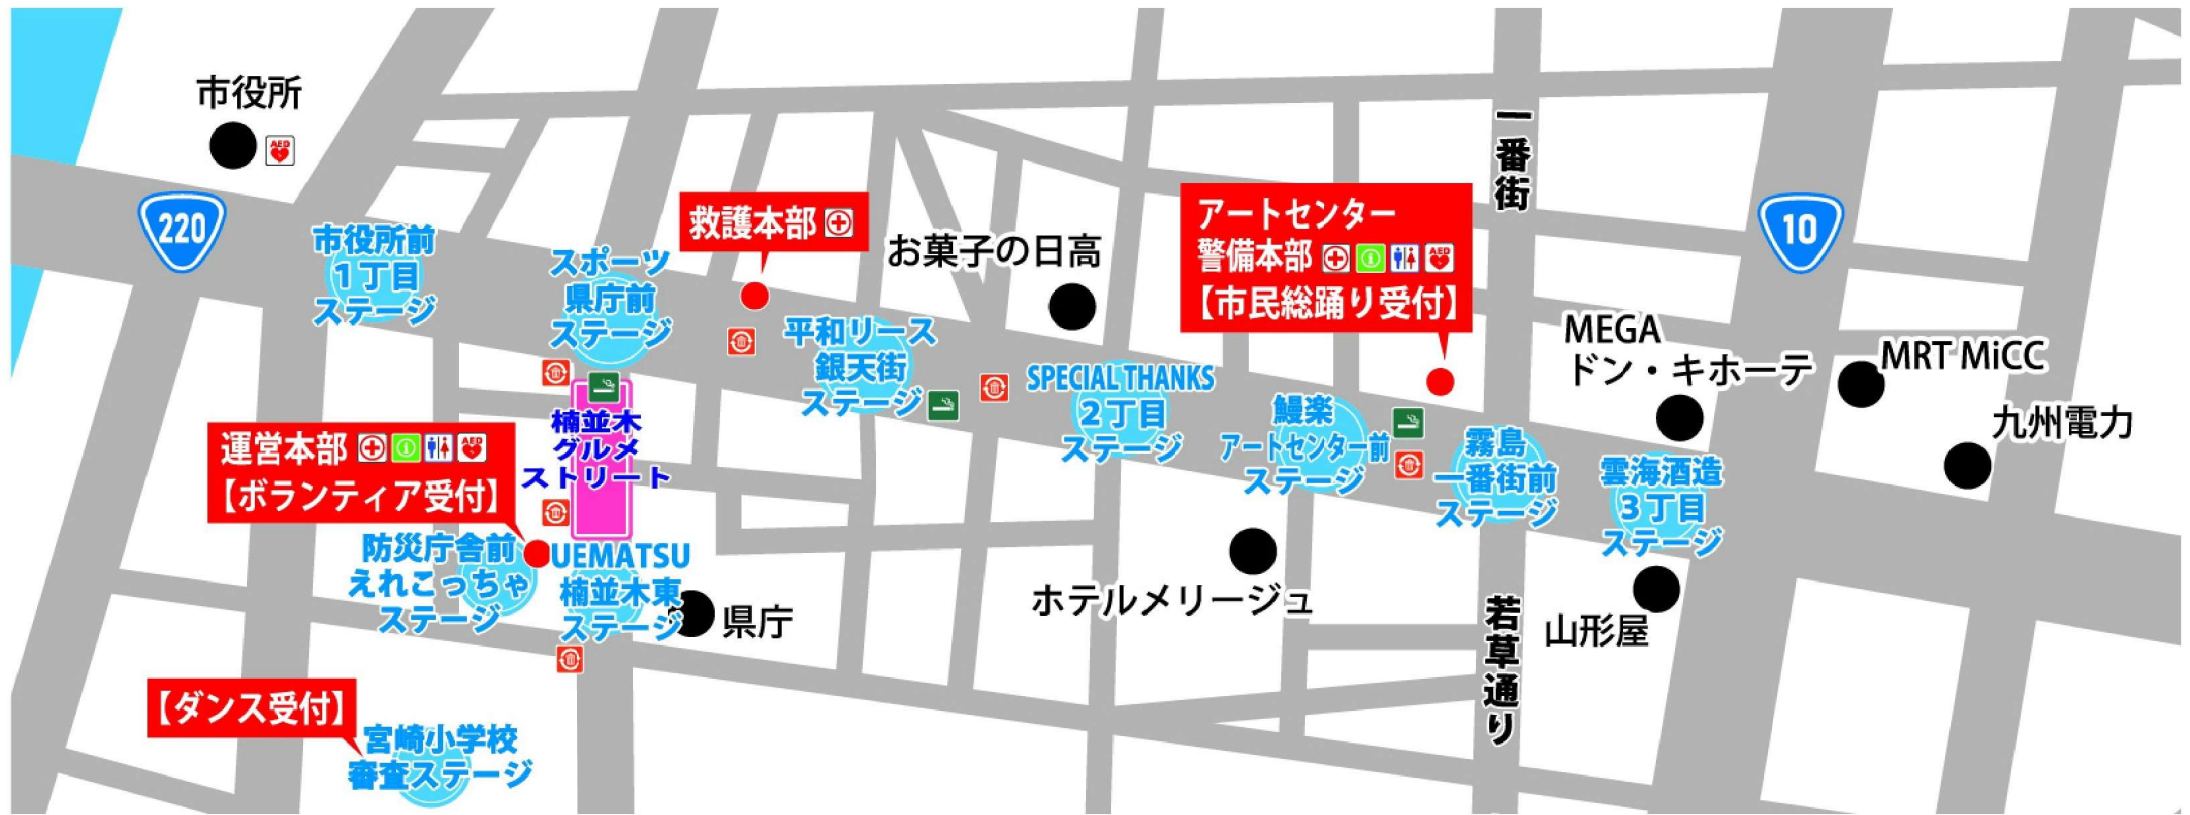 市役所
AED
220
市役所前
1丁目
ステージ
スポーツ
県庁前
ステージ
救護本部
平和リース
銀天街
ステージ
お菓子の日高
SPECIAL THANKS
2丁目
ステージ
アートセンター
警備本部
AED
【市民総踊り受付】
鰻楽
アートセンター前
ステージ
一番街
霧島
一番街前
ステージ
10
MEGA
ドン・キホーテ
MRT MiCC
九州電力
雲海酒造
3丁目
ステージ
運営本部
AED
【ボランティア受付】
楠並木
グルメ
ストリート
防災庁舎前
えれこっちゃ
ステージ
UEMATSU
楠並木東
ステージ
県庁
ホテルメリージュ
若草通り
山形屋
【ダンス受付】
宮崎小学校
審査ステージ